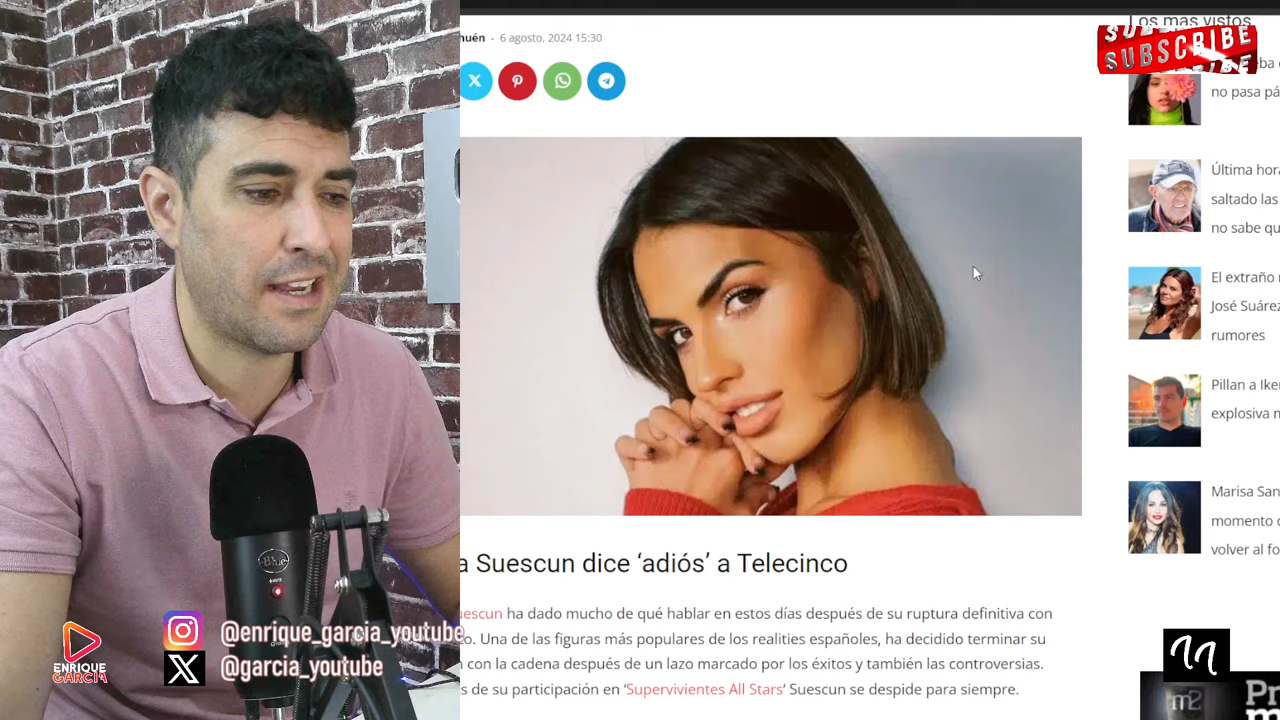 huén - 6 agosto, 2024 15:30
Los más vistos
SUBSCRIBE
no pasa pá
Última hora
saltado las
no sabe qu
El extraño
José Suárez
rumores
Pillan a Iker
explosiva
Marisa San
momento
volver al fo
a Suescun dice ‘adiós’ a Telecinco
uescun ha dado mucho de qué hablar en estos días después de su ruptura definitiva con
o. Una de las figuras más populares de los realities españoles, ha decidido terminar su
n con la cadena después de un lazo marcado por los éxitos y también las controversias.
s de su participación en ‘Supervivientes All Stars‘ Suescun se despide para siempre.
Blue
@enrique_garcia_youtube
@garcia_youtube
ENRIQUE
GARCIA
m2